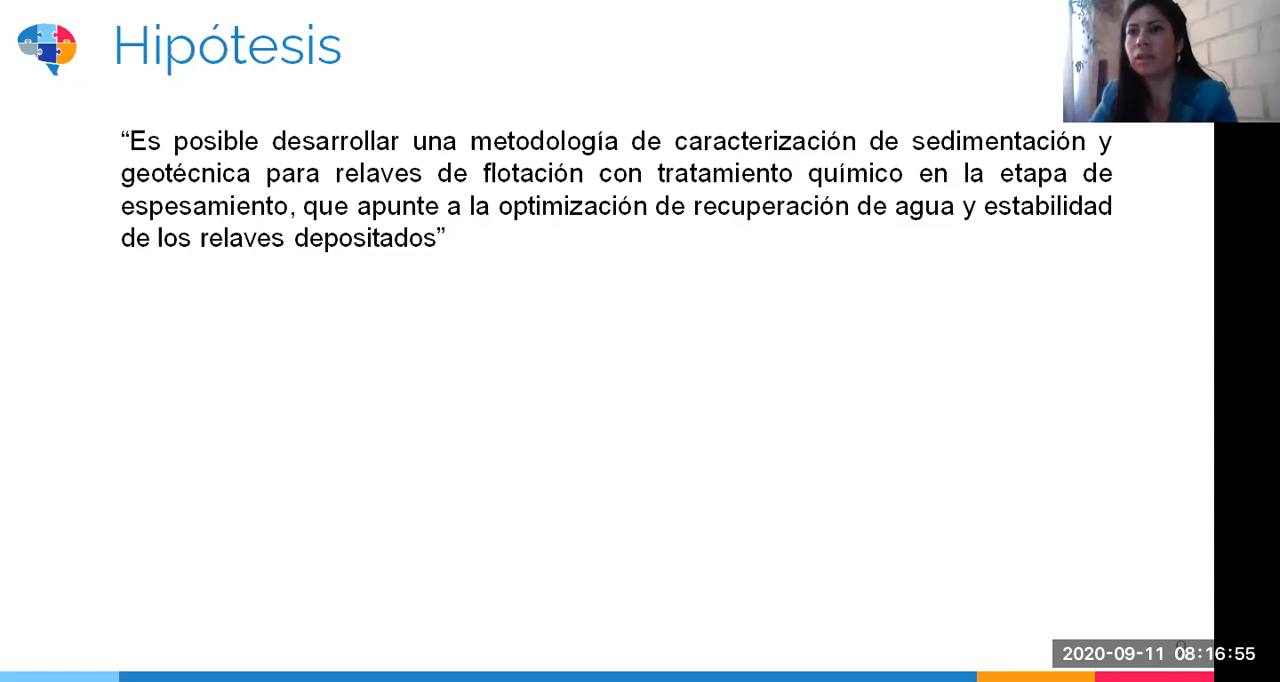 Hipótesis
“Es posible desarrollar una metodología de caracterización de sedimentación y
geotécnica para relaves de flotación con tratamiento químico en la etapa de
espesamiento, que apunte a la optimización de recuperación de agua y estabilidad
de los relaves depositados”
2020-09-11 08:16:55